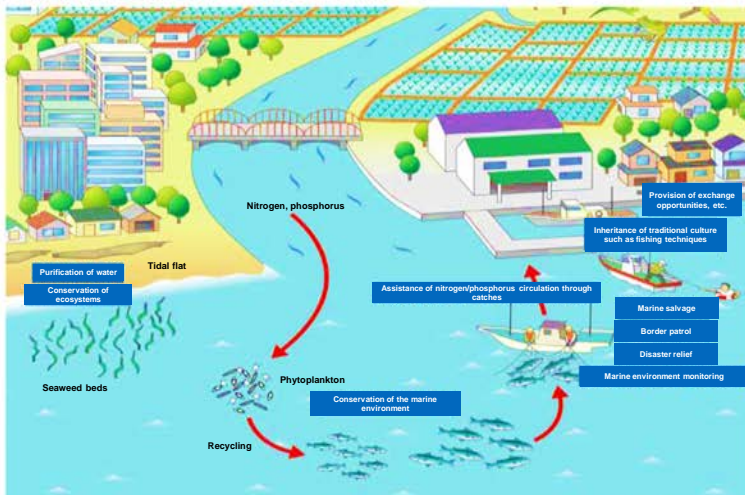 Provision of exchange
opportunities, etc.
Nitrogen, phosphorus
Inheritance of traditional culture
such as fishing techniques
Tidal flat
Purification of water
Conservation of
ecosystems
Assistance of nitrogen/phosphorus circulation through
catches
Marine salvage
Border patrol
Disaster relief
Marine environment monitoring
Seaweed beds
Phytoplankton
Conservation of the marine
environment
Recycling